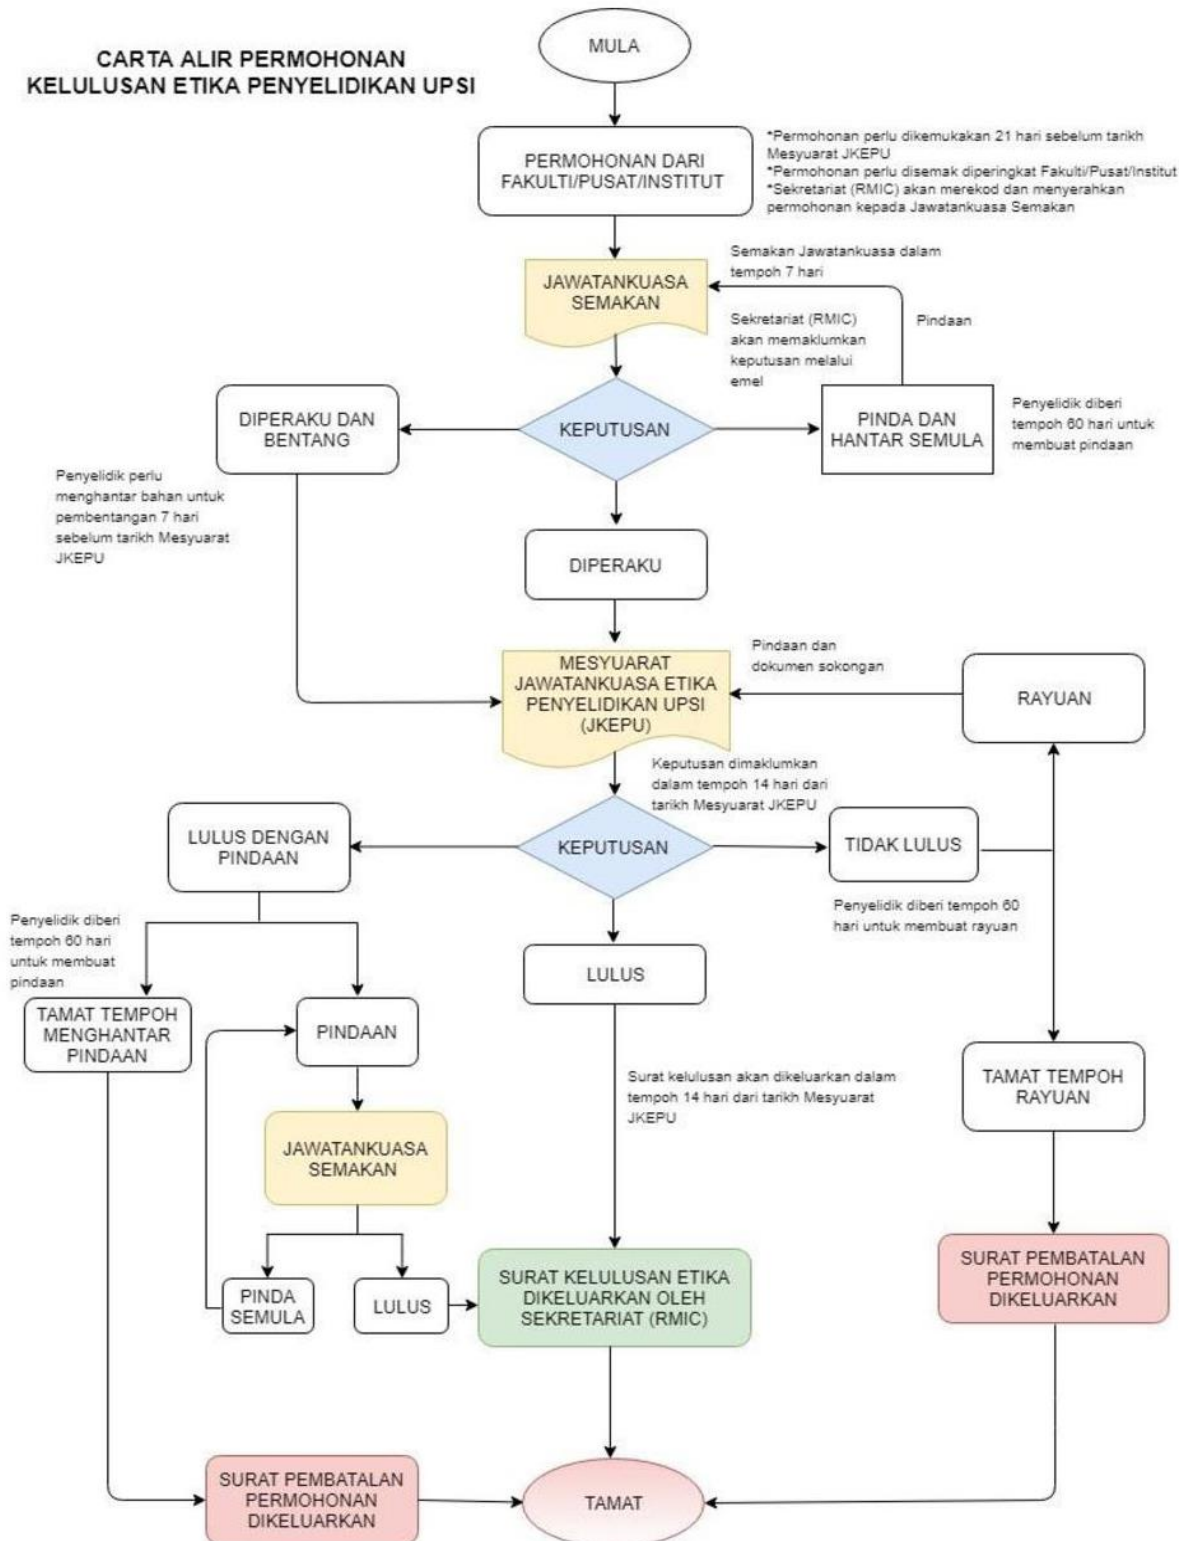 CARTA ALIR PERMOHONAN
KELULUSAN ETIKA PENYELIDIKAN UPSI
MULA
PERMOHONAN DARI
FAKULTI/PUSAT/INSTITUT
*Permohonan perlu dikemukakan 21 hari sebelum tarikh
Mesyuarat JKEPU
*Permohonan perlu disemak diperingkat Fakulti/Pusat/Institut
*Sekretariat (RMIC) akan merekod dan menyerahkan
permohonan kepada Jawatankuasa Semakan
JAWATANKUASA
SEMAKAN
Semakan Jawatankuasa dalam
tempoh 7 hari
Sekretariat (RMIC)
akan memaklumkan
keputusan melalui
emel
Pindaan
DIPERAKU DAN
BENTANG
KEPUTUSAN
PINDA DAN
HANTAR SEMULA
Penyelidik diberi
tempoh 60 hari untuk
membuat pindaan
Penyelidik perlu
menghantar bahan untuk
pembentangan 7 hari
sebelum tarikh Mesyuarat
JKEPU
DIPERAKU
MESYUARAT
JAWATANKUASA ETIKA
PENYELIDIKAN UPSI
(JKEPU)
Pindaan dan
dokumen sokongan
RAYUAN
Keputusan dimaklumkan
dalam tempoh 14 hari dari
tarikh Mesyuarat JKEPU
LULUS DENGAN
PINDAAN
KEPUTUSAN
TIDAK LULUS
Penyelidik diberi tempoh 60
hari untuk membuat rayuan
Penyelidik diberi
tempoh 60 hari
untuk membuat
pindaan
LULUS
TAMAT TEMPOH
MENGHANTAR
PINDAAN
PINDAAN
Surat kelulusan akan dikeluarkan dalam
tempoh 14 hari dari tarikh Mesyuarat
JKEPU
TAMAT TEMPOH
RAYUAN
JAWATANKUASA
SEMAKAN
PINDA
SEMULA
LULUS
SURAT KELULUSAN ETIKA
DIKELUARKAN OLEH
SEKRETARIAT (RMIC)
SURAT PEMBATALAN
PERMOHONAN
DIKELUARKAN
SURAT PEMBATALAN
PERMOHONAN
DIKELUARKAN
TAMAT